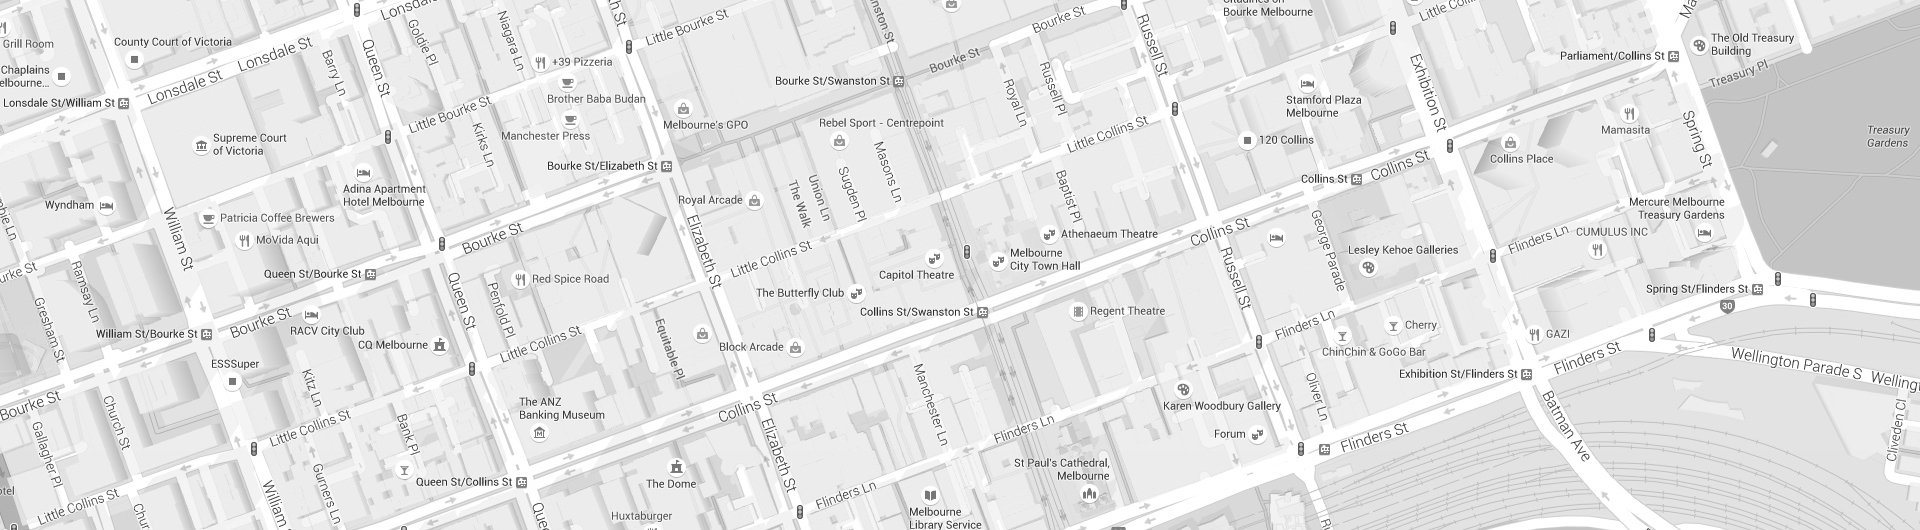 Lonsdale
Little Collins
Grill Room
County Court of Victoria
Chaplains
Lonsdale St
Lonsdale St
Lonsdale St/William St
Queen St
Barry Ln
Goldie Pl
Niagara Ln
+39 Pizzeria
Brother Baba Budan
Little Bourke St
Manchester Press
Kirks Ln
Supreme Court
of Victoria
Adina Apartment
Hotel Melbourne
Wyndham
Patricia Coffee Brewers
MoVida Aqui
William St
Queen St/Bourke St
Bourke St
Little Bourke St
Melbourne's GPO
Bourke St/Elizabeth St
Royal Arcade
The Walk
Union Ln
Sugden Pl
Masons Ln
Rebel Sport - Centrepoint
Bourke St/Swanston St
Bourke St
Bourke St
Bourke Melbourne
Russell St
Royal Ln
Russell Pl
Little Collins St
Baptist Pl
Stamford Plaza
Melbourne
120 Collins
Collins St
Collins St
Exhibition St
Parliament/Collins St
The Old Treasury
Building
Treasury Pl
Treasury
Gardens
Mamasita
Collins Place
Spring St
Mercure Melbourne
Treasury Gardens
CUMULUS INC
Flinders Ln
Lesley Kehoe Galleries
George Parade
Collins St
Athenaeum Theatre
Melbourne
City Town Hall
Capitol Theatre
Little Collins St
The Butterfly Club
Collins St/Swanston St
Regent Theatre
Russell St
Flinders Ln
Cherry
ChinChin & GoGo Bar
GAZI
Spring St/Flinders St
30
Flinders St
Wellington Parade S
Exhibition St/Flinders St
Batman Ave
Cliveden Cl
Oliver Ln
Karen Woodbury Gallery
Forum
Flinders St
St Paul's Cathedral,
Melbourne
Flinders Ln
Manchester Ln
Melbourne
Library Service
Block Arcade
Collins St
Elizabeth St
Elizabeth St
Equitable Pl
Red Spice Road
Penfold Pl
Queen St
Little Collins St
CQ Melbourne
RACV City Club
Bourke St
William St/Bourke St
Ramsay Ln
Gresham St
ESSSuper
Kitz Ln
Bank Pl
Little Collins St
Church St
Bourke St
Gallagher Pl
Little Collins St
Gurners Ln
The ANZ
Banking Museum
Queen St/Collins St
The Dome
Huxtaburger
Flinders Ln